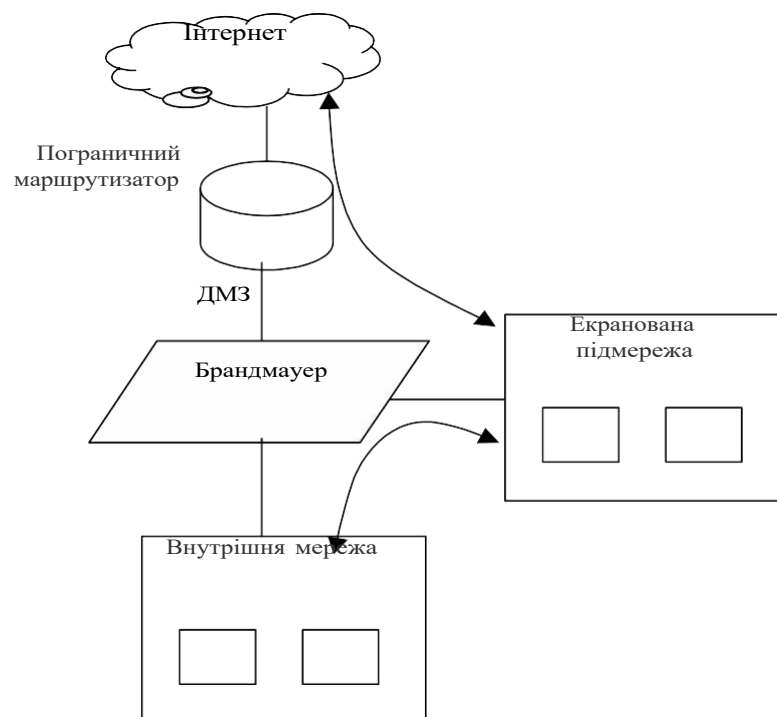 Інтернет
Пограничний
маршрутизатор
ДМЗ
Екранована
підмережа
Брандмауер
Внутрішня мережа